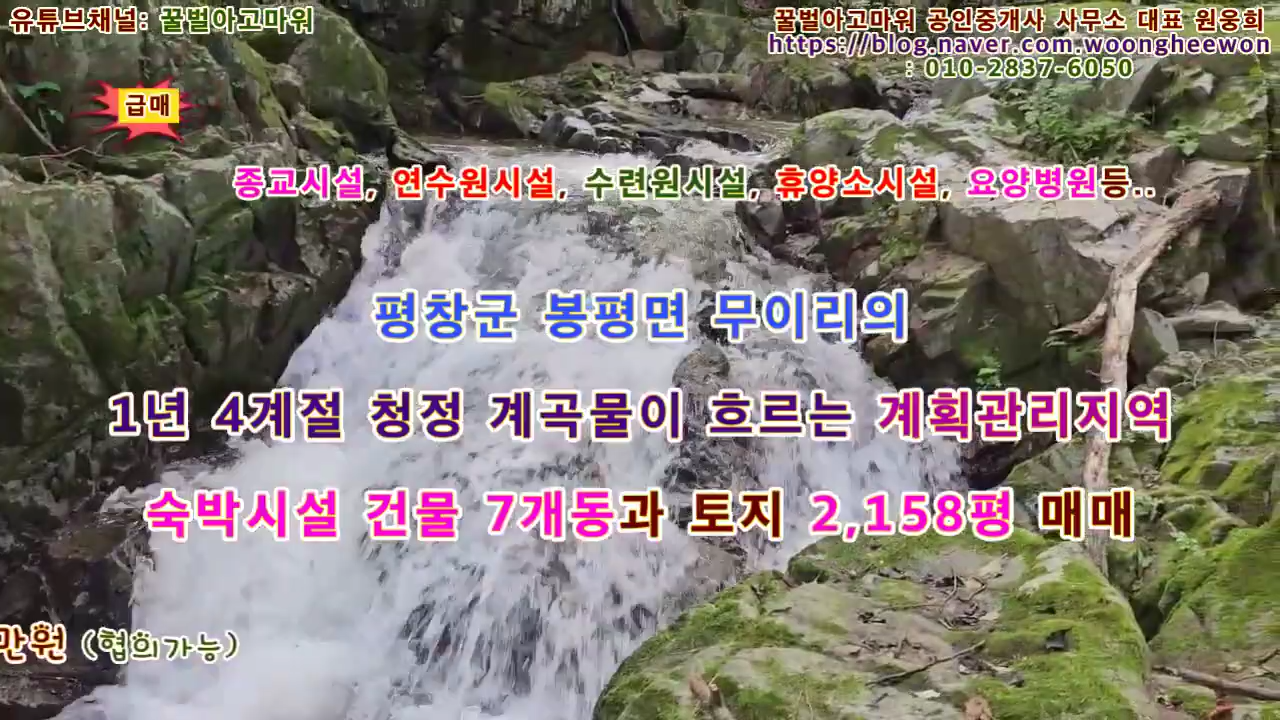 유튜브채널: 꿀벌아고마워
꿀벌아고마워 공인중개사 사무소 대표 원웅희
https://blog.naver.com.woongheewon
: 010-2837-6050
급매
종교시설, 연수원시설, 수련원시설, 휴양소시설, 요양병원등..
평창군 봉평면 무이리의
1년 4계절 청정 계곡물이 흐르는 계획관리지역
숙박시설 건물 7개동과 토지 2,158평 매매
만원 (협의가능)